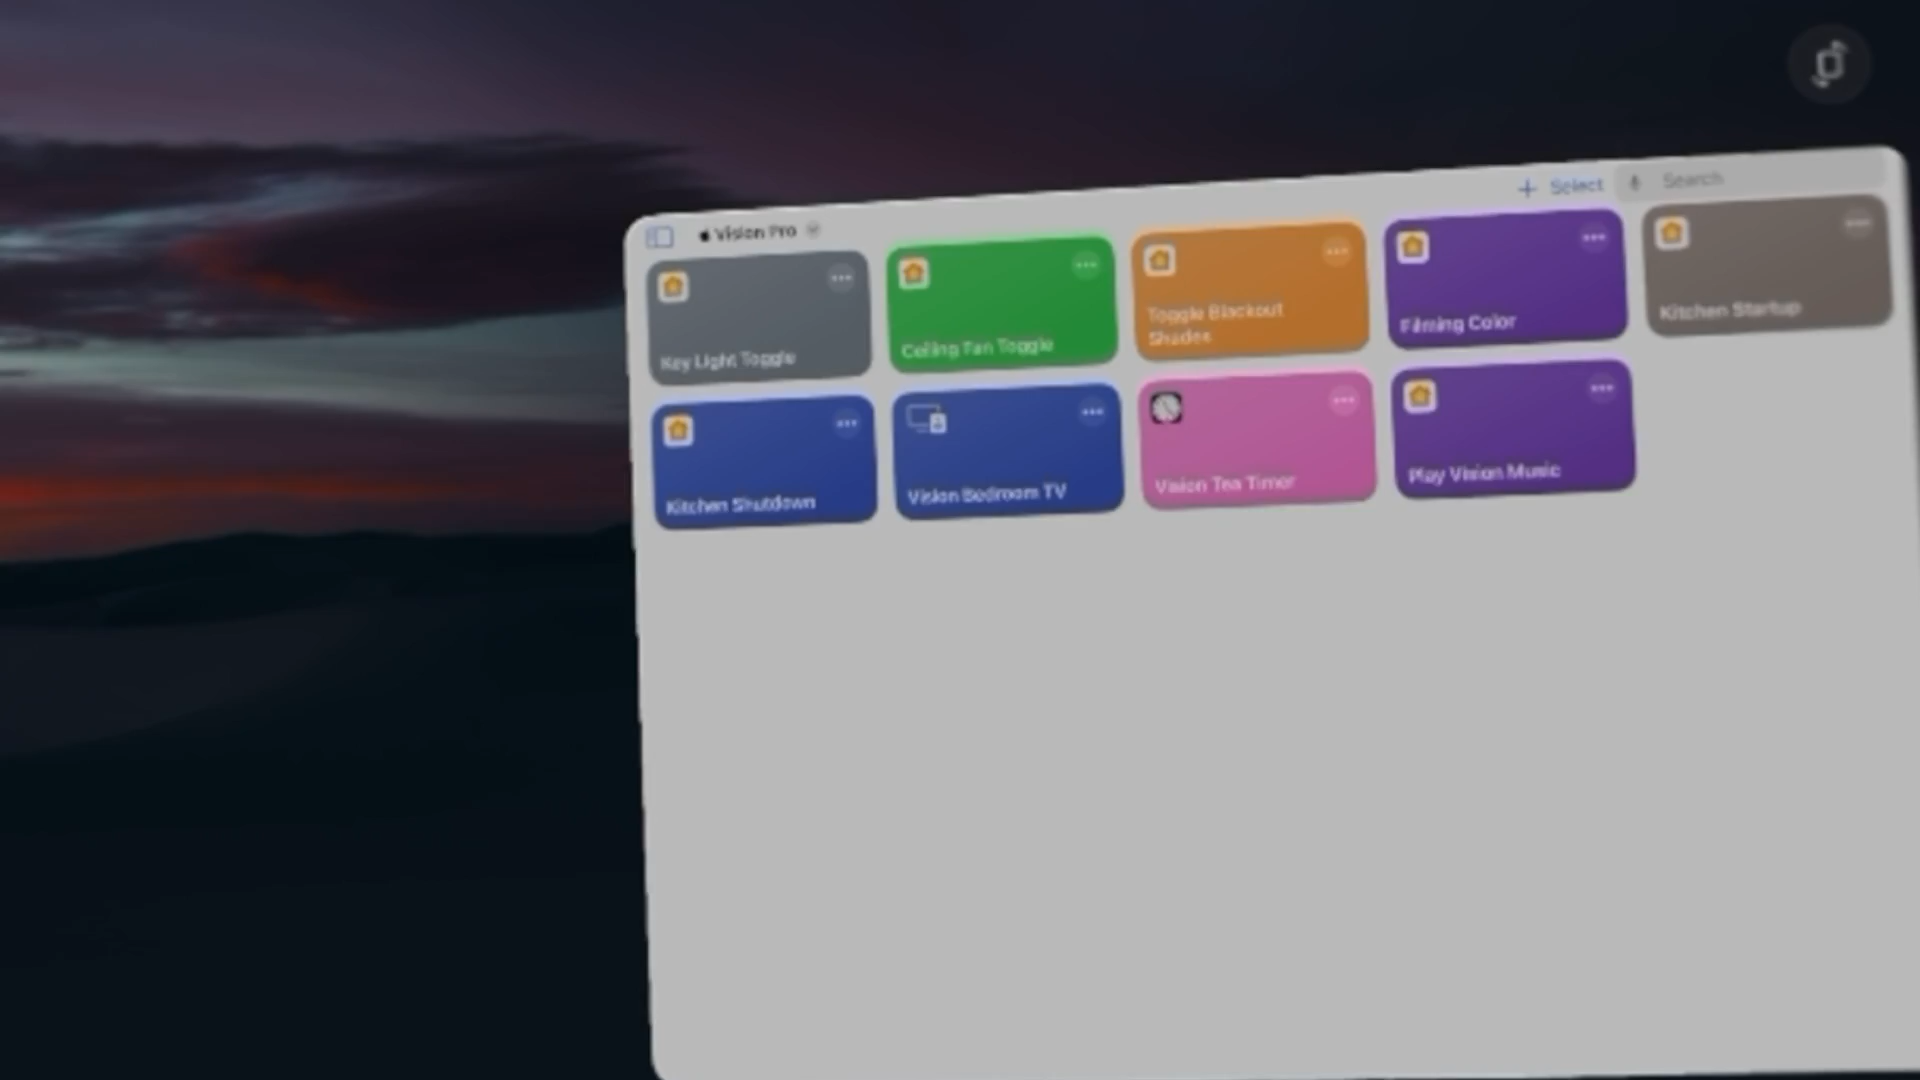 Vision Pro
Select
Search
Key Light Toggle
Ceiling Fan Toggle
Toggle Blackout
Shades
Filming Color
Kitchen Startup
Kitchen Shutdown
Vision Bedroom TV
Vision Tea Timer
Play Vision Music